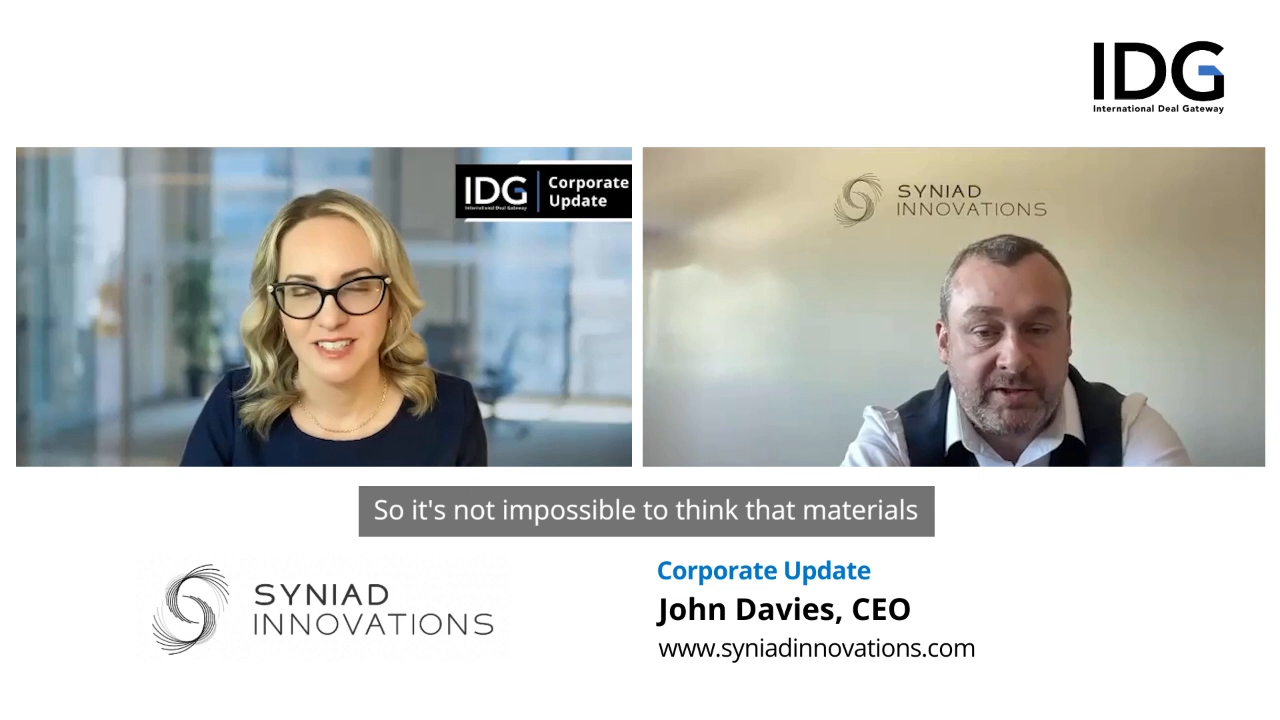 IDG
International Deal Gateway
IDG
International Deal Gateway
Corporate
Update
SYNIAD
INNOVATIONS
So it's not impossible to think that materials
SYNIAD
INNOVATIONS
Corporate Update
John Davies, CEO
www.syniadinnovations.com